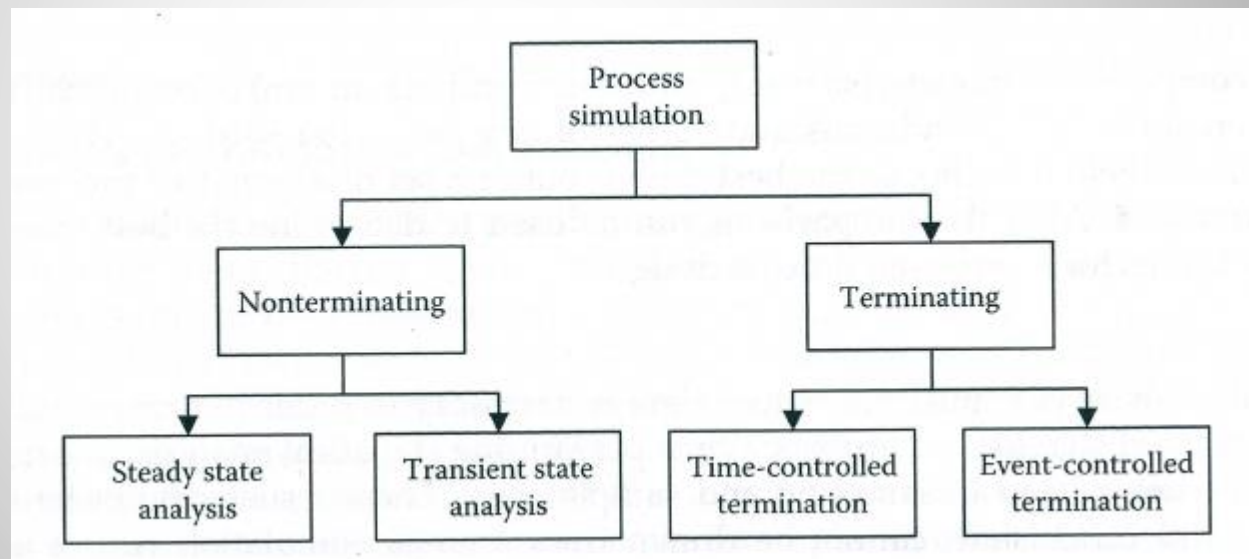 Process
simulation
Nonterminating
Terminating
Steady state
analysis
Transient state
analysis
Time-controlled
termination
Event-controlled
termination